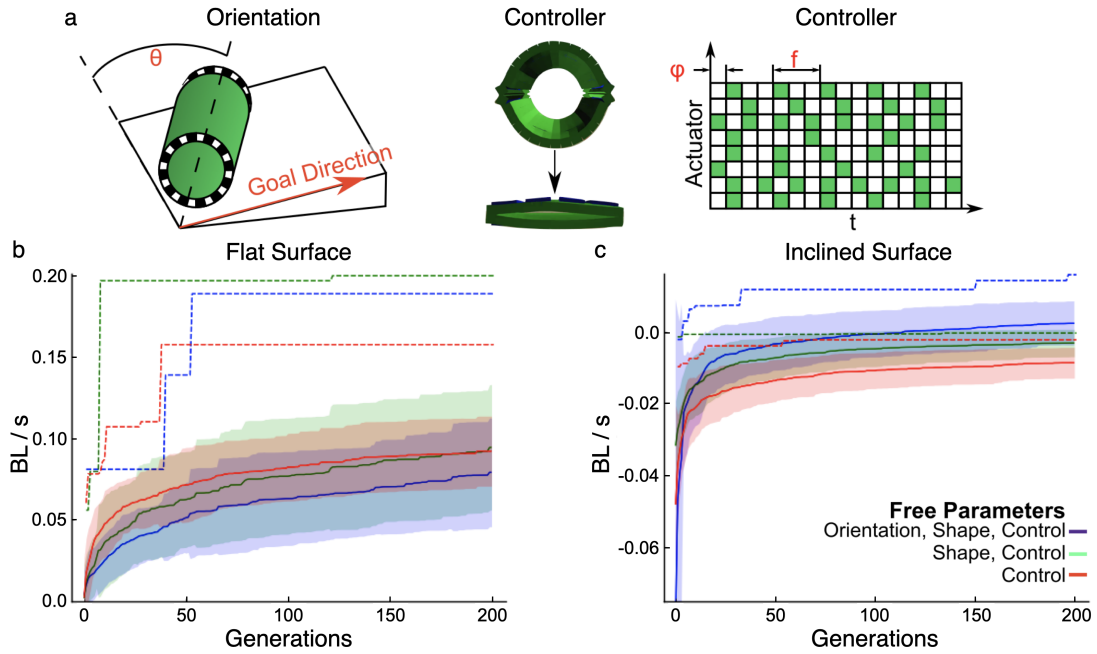 a
Orientation
Controller
Controller
θ
Goal Direction
φ
f
Actuator
t
b
Flat Surface
0.20
0.15
0.10
0.05
0.0
BL / s
0
50
100
150
200
Generations
c
Inclined Surface
0.0
-0.02
-0.04
-0.06
BL / s
0
50
100
150
200
Generations
Free Parameters
Orientation, Shape, Control
Shape, Control
Control